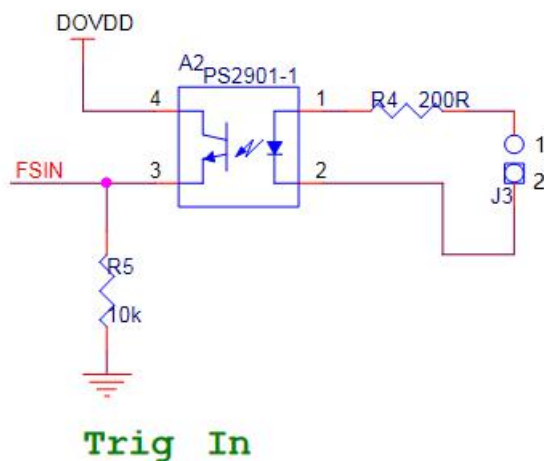 DOVDD
A2
PS2901-1
4
1
R4 200R
1
FSIN
3
2
2
J3
R5
10k
Trig In